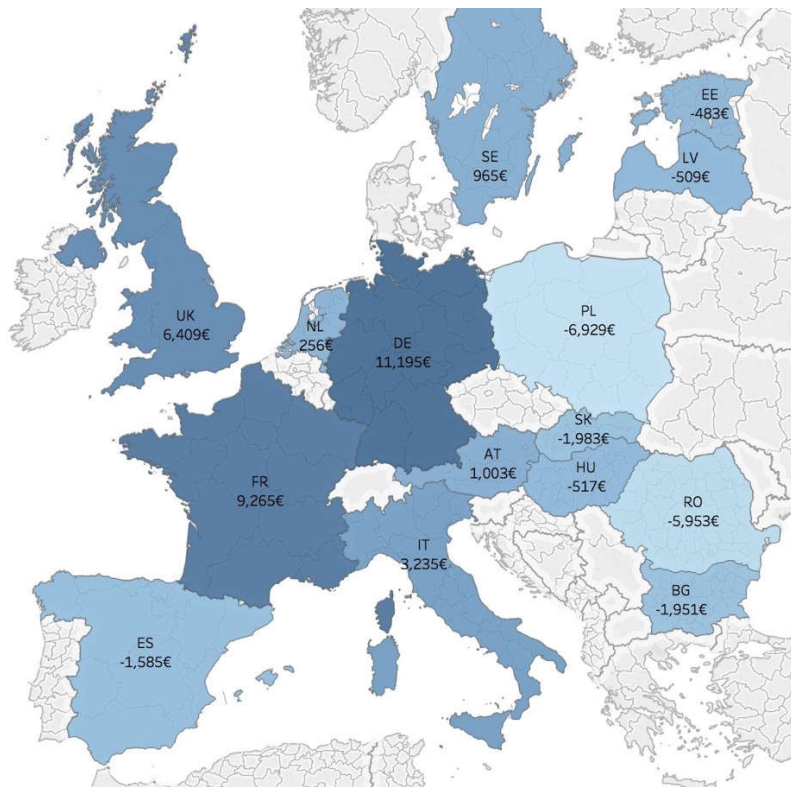 EE
-483€
SE
965€
LV
-509€
UK
6,409€
NL
256€
DE
11,195€
PL
-6,929€
SK
-1,983€
AT
1,003€
HU
-517€
FR
9,265€
RO
-5,953€
IT
3,235€
BG
-1,951€
ES
-1,585€